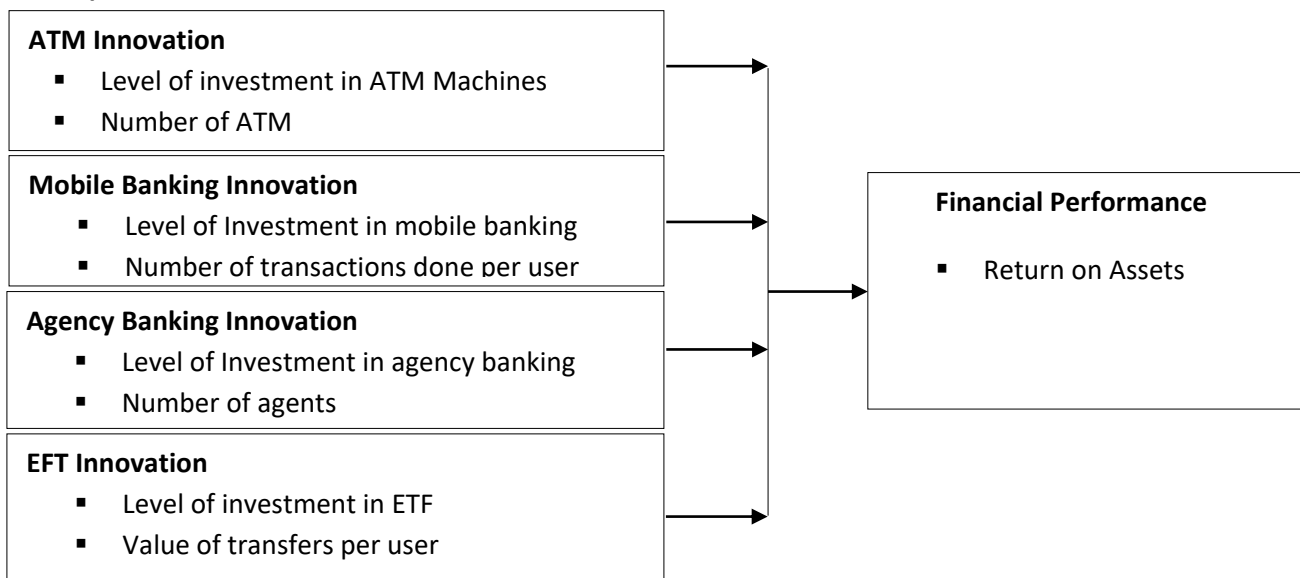 ATM Innovation
▪ Level of investment in ATM Machines
▪ Number of ATM
Mobile Banking Innovation
▪ Level of Investment in mobile banking
▪ Number of transactions done per user
Agency Banking Innovation
▪ Level of Investment in agency banking
▪ Number of agents
EFT Innovation
▪ Level of investment in ETF
▪ Value of transfers per user
Financial Performance
▪ Return on Assets